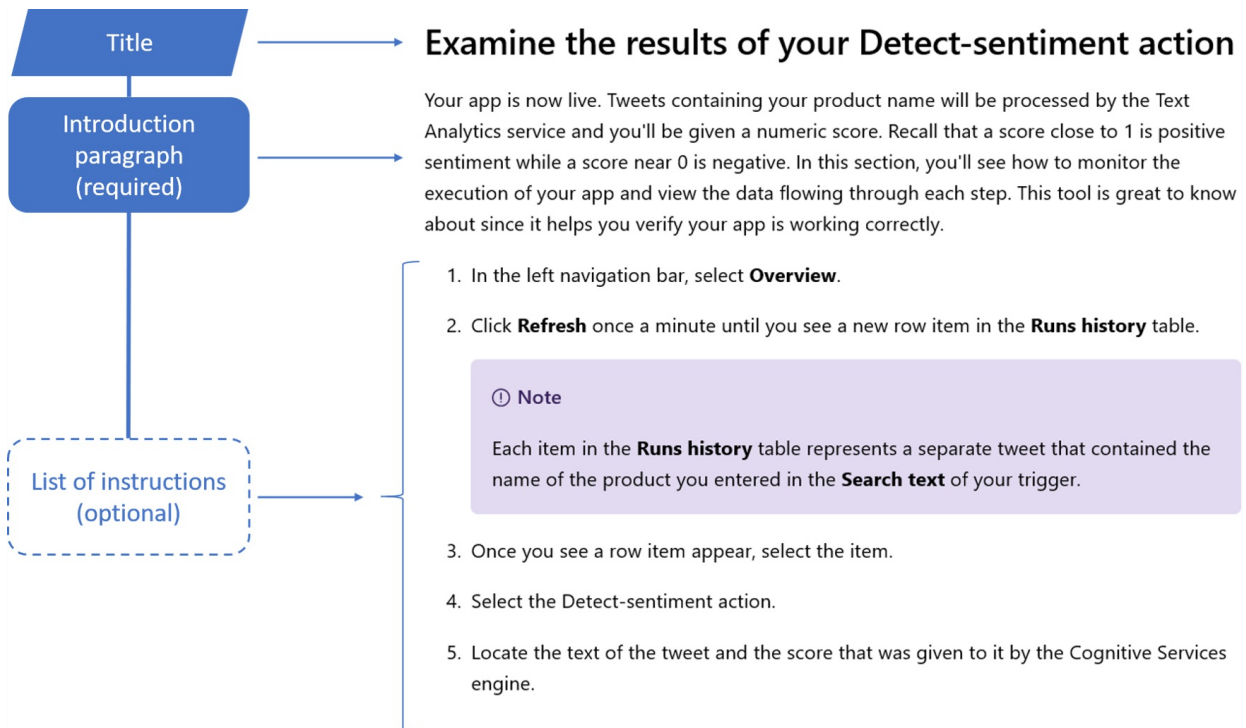 Title
Examine the results of your Detect-sentiment action
Introduction
paragraph
(required)
Your app is now live. Tweets containing your product name will be processed by the Text
Analytics service and you'll be given a numeric score. Recall that a score close to 1 is positive
sentiment while a score near 0 is negative. In this section, you'll see how to monitor the
execution of your app and view the data flowing through each step. This tool is great to know
about since it helps you verify your app is working correctly.
List of instructions
(optional)
1. In the left navigation bar, select Overview.
2. Click Refresh once a minute until you see a new row item in the Runs history table.
Note
Each item in the Runs history table represents a separate tweet that contained the
name of the product you entered in the Search text of your trigger.
3. Once you see a row item appear, select the item.
4. Select the Detect-sentiment action.
5. Locate the text of the tweet and the score that was given to it by the Cognitive Services
engine.